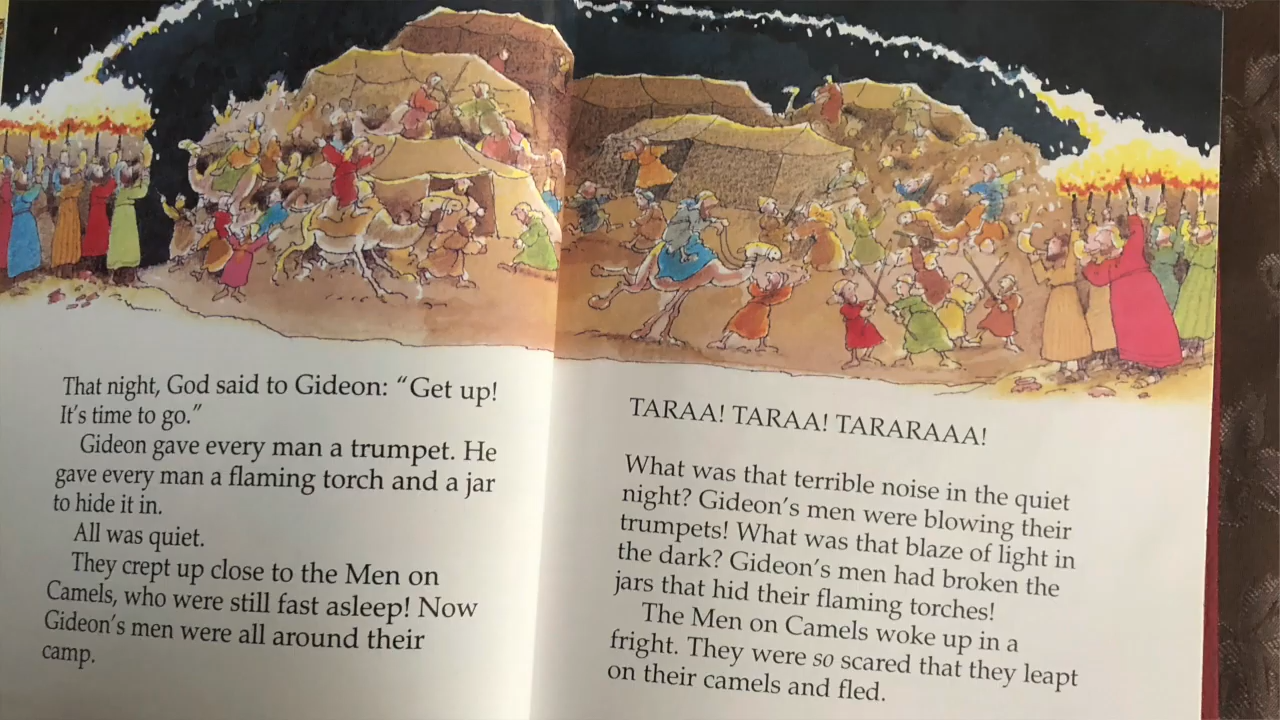 That night, God said to Gideon: “Get up!
It’s time to go.”
Gideon gave every man a trumpet. He
gave every man a flaming torch and a jar
to hide it in.
All was quiet.
They crept up close to the Men on
Camels, who were still fast asleep! Now
Gideon’s men were all around their
camp.
TARAA! TARAA! TARARAAA!
What was that terrible noise in the quiet
night? Gideon’s men were blowing their
trumpets! What was that blaze of light in
the dark? Gideon’s men had broken the
jars that hid their flaming torches!
The Men on Camels woke up in a
fright. They were so scared that they leapt
on their camels and fled.